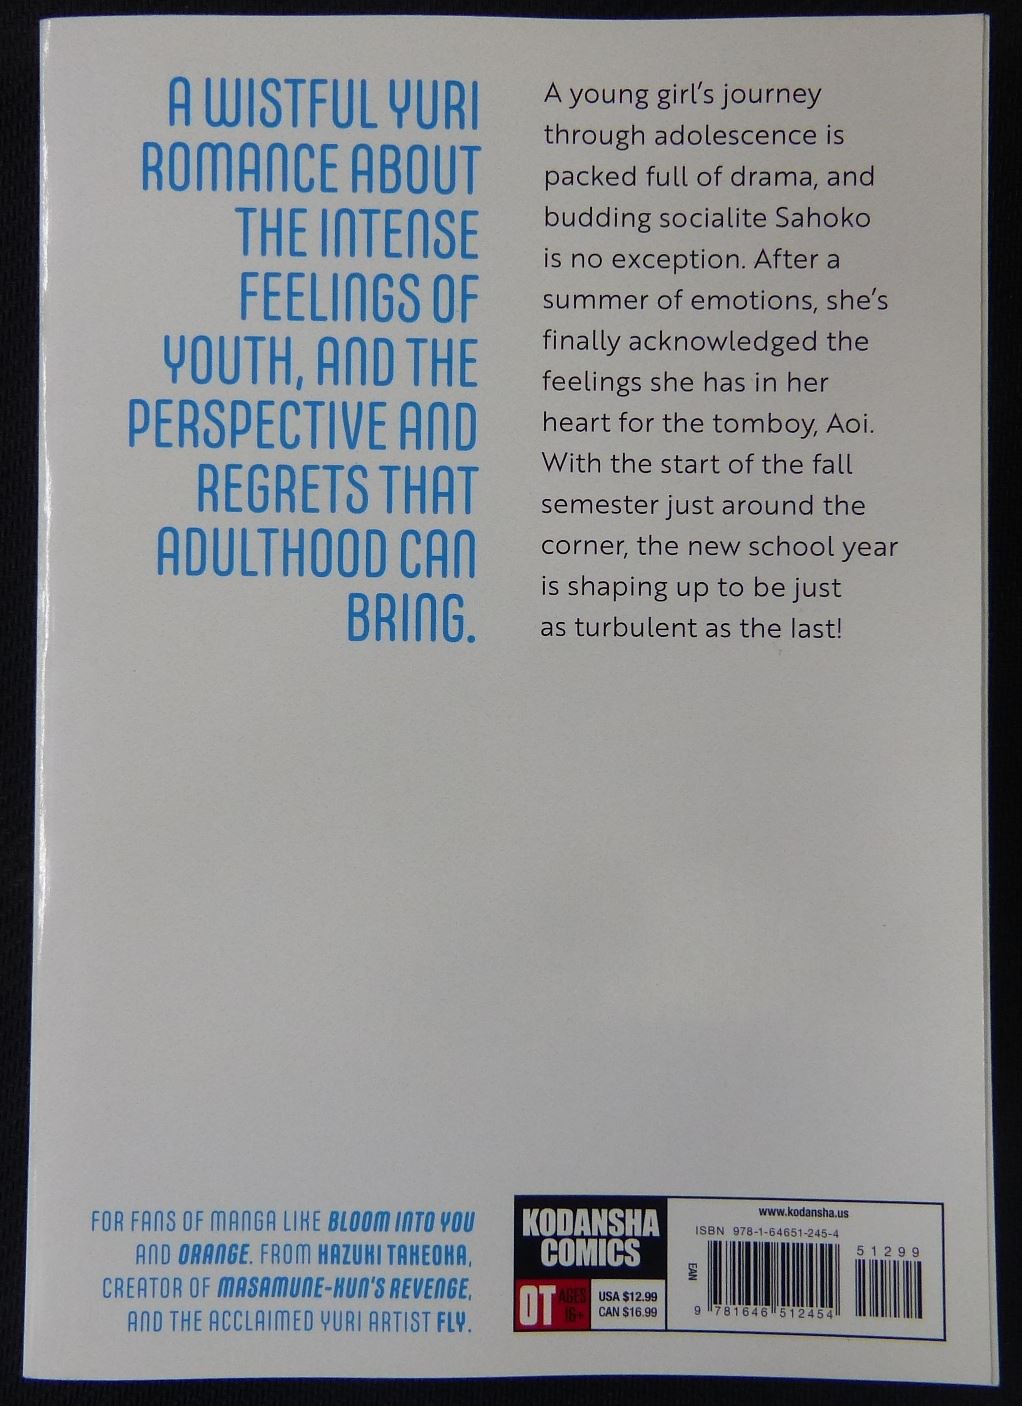 A WISTFUL YURI
ROMANCE ABOUT
THE INTENSE
FEELINGS OF
YOUTH, AND THE
PERSPECTIVE AND
REGRETS THAT
ADULTHOOD CAN
BRING.
A young girl's journey
through adolescence is
packed full of drama, and
budding socialite Sahoko
is no exception. After a
summer of emotions, she's
finally acknowledged the
feelings she has in her
heart for the tomboy, Aoi.
With the start of the fall
semester just around the
corner, the new school year
is shaping up to be just
as turbulent as the last!
FOR FANS OF MANGA LIKE BLOOM INTO YOU
AND ORANGE. FROM HAZUKI TAKEOKA,
CREATOR OF MASAMUNE-KUN'S REVENGE,
AND THE ACCLAIMED YURI ARTIST FLY.
KODANSHA
COMICS
OT AGES
16+
USA $12.99
CAN $16.99
www.kodansha.us
ISBN 978-1-64651-245-4
51299
EAN
9 781646 512454